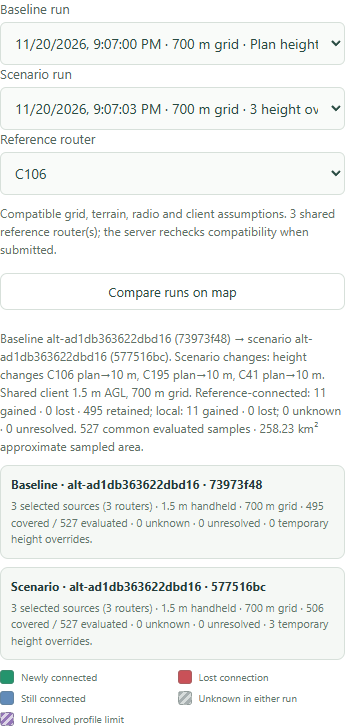 Baseline run
11/20/2026, 9:07:00 PM · 700 m grid · Plan height
Scenario run
11/20/2026, 9:07:03 PM · 700 m grid · 3 height ov
Reference router
C106
Compatible grid, terrain, radio and client assumptions. 3 shared
reference router(s); the server rechecks compatibility when
submitted.
Compare runs on map
Baseline alt-ad1db363622dbd16 (73973f48) → scenario alt-
ad1db363622dbd16 (577516bc). Scenario changes: height
changes C106 plan→10 m, C195 plan→10 m, C41 plan→10 m.
Shared client 1.5 m AGL, 700 m grid. Reference-connected: 11
gained · 0 lost · 495 retained; local: 11 gained · 0 lost; 0 unknown
· 0 unresolved. 527 common evaluated samples · 258.23 km²
approximate sampled area.
Baseline · alt-ad1db363622dbd16 · 73973f48
3 selected sources (3 routers) · 1.5 m handheld · 700 m grid · 495
covered / 527 evaluated · 0 unknown · 0 unresolved · 0 temporary
height overrides.
Scenario · alt-ad1db363622dbd16 · 577516bc
3 selected sources (3 routers) · 1.5 m handheld · 700 m grid · 506
covered / 527 evaluated · 0 unknown · 0 unresolved · 3 temporary
height overrides.
Newly connected
Lost connection
Still connected
Unknown in either run
Unresolved profile limit